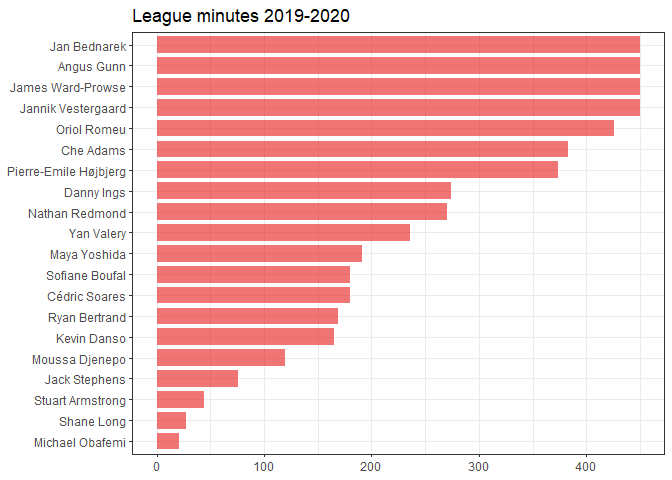 League minutes 2019-2020
Jan Bednarek
Angus Gunn
James Ward-Prowse
Jannik Vestergaard
Oriol Romeu
Che Adams
Pierre-Emile Højbjerg
Danny Ings
Nathan Redmond
Yan Valery
Maya Yoshida
Sofiane Boufal
Cédric Soares
Ryan Bertrand
Kevin Danso
Moussa Djenepo
Jack Stephens
Stuart Armstrong
Shane Long
Michael Obafemi
0 100 200 300 400